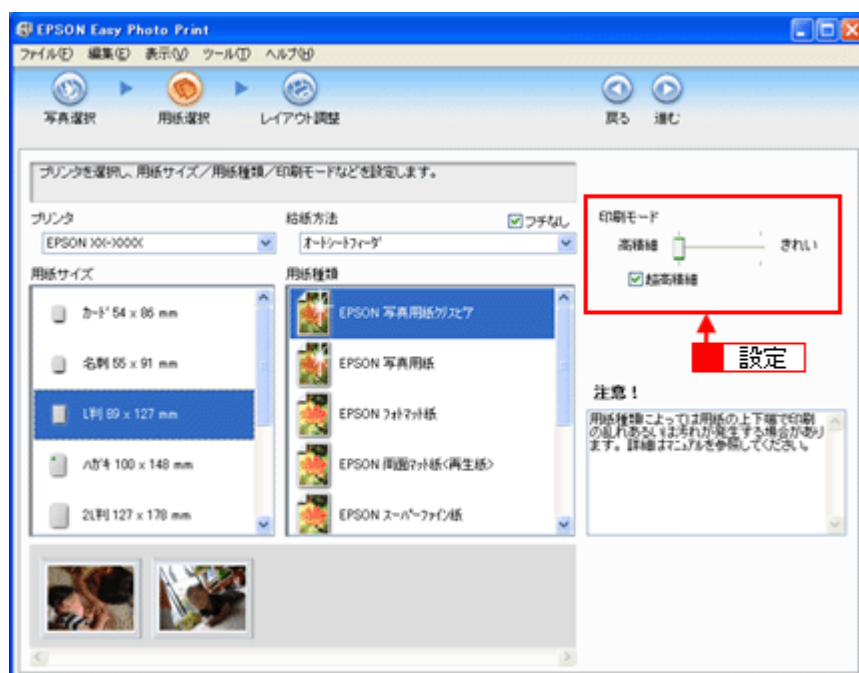 EPSON Easy Photo Print
ファイル(F) 編集(E) 表示(V) ツール(T) ヘルプ(H)
写真選択 用紙選択 レイアウト調整 戻る 進む
プリンタを選択し、用紙サイズ/用紙種類/印刷モードなどを設定します。
プリンタ
EPSON XX-XXXX
給紙方法
フチなし
オートシートフィーダ
用紙サイズ
カード 54 x 86 mm
名刺 55 x 91 mm
L判 89 x 127 mm
ハガキ 100 x 148 mm
2L判 127 x 178 mm
用紙種類
EPSON 写真用紙クリスピア
EPSON 写真用紙
EPSON フォトマット紙
EPSON 両面マット紙<再生紙>
EPSON スーパーファイン紙
印刷モード
高精細 きれい
超高精細
設定
注意!
用紙種類によっては用紙の上下端で印刷
の乱れあるいは汚れが発生する場合があり
ます。詳細はマニュアルを参照してください。